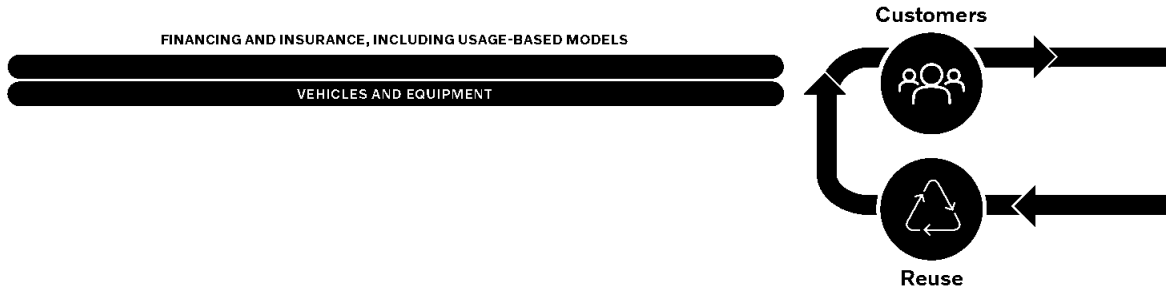 Customers
FINANCING AND INSURANCE, INCLUDING USAGE-BASED MODELS
VEHICLES AND EQUIPMENT
Reuse